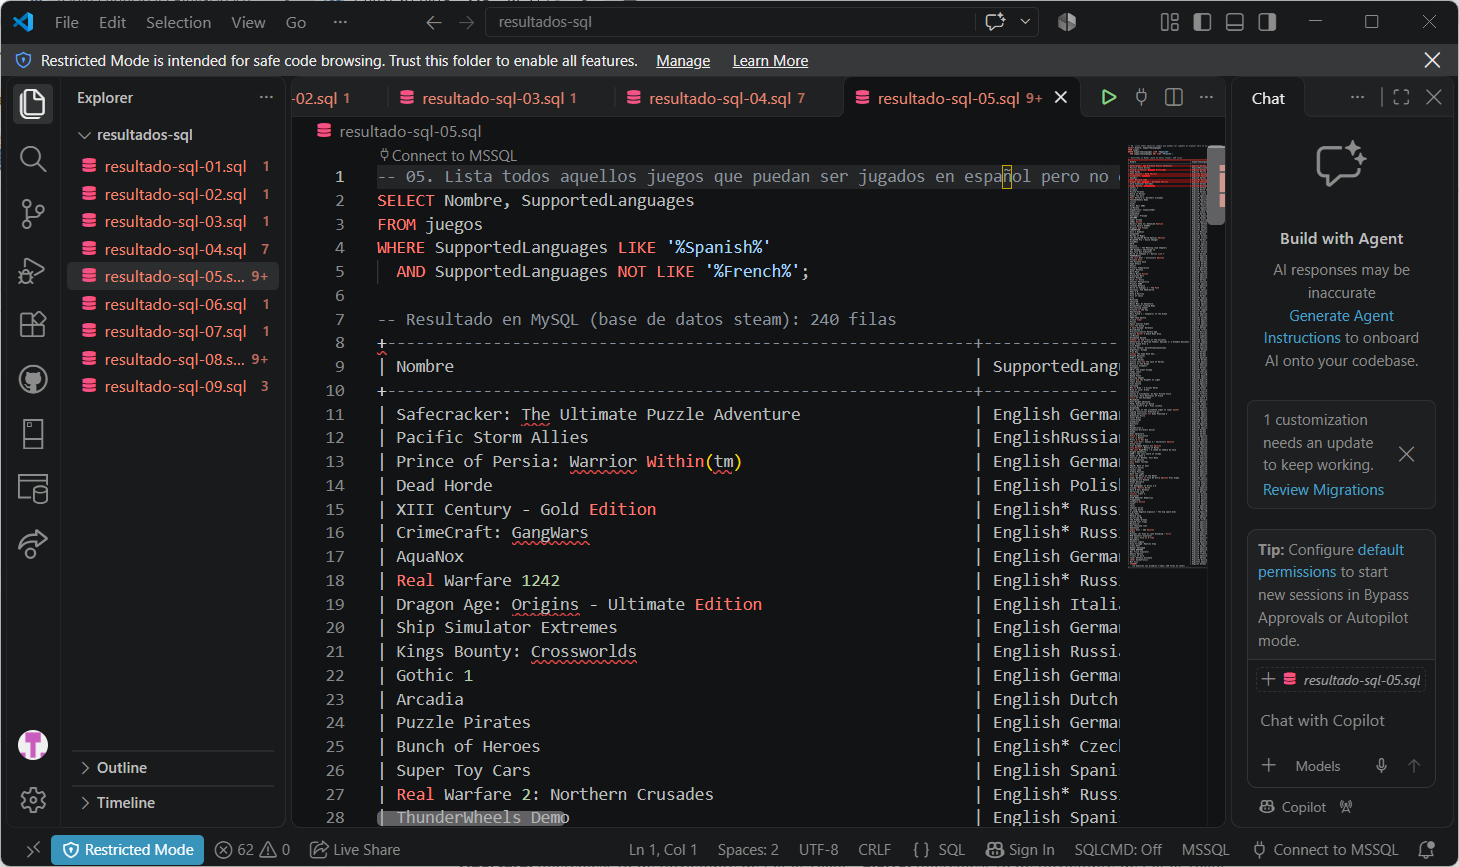 File Edit Selection View Go ··· resultados-sql
Restricted Mode is intended for safe code browsing. Trust this folder to enable all features. Manage Learn More
Explorer
resultados-sql
resultado-sql-01.sql 1
resultado-sql-02.sql 1
resultado-sql-03.sql 1
resultado-sql-04.sql 7
resultado-sql-05.s... 9+
resultado-sql-06.sql 1
resultado-sql-07.sql 1
resultado-sql-08.s... 9+
resultado-sql-09.sql 3
Outline
Timeline
-02.sql 1 resultado-sql-03.sql 1 resultado-sql-04.sql 7 resultado-sql-05.sql 9+
resultado-sql-05.sql
Connect to MSSQL
1 -- 05. Lista todos aquellos juegos que puedan ser jugados en español pero no
2 SELECT Nombre, SupportedLanguages
3 FROM juegos
4 WHERE SupportedLanguages LIKE '%Spanish%'
5 AND SupportedLanguages NOT LIKE '%French%';
6
7 -- Resultado en MySQL (base de datos steam): 240 filas
8 +-------------------------------------------------------------+---------------
9 | Nombre | SupportedLang
10 +-------------------------------------------------------------+---------------
11 | Safecracker: The Ultimate Puzzle Adventure | English German
12 | Pacific Storm Allies | EnglishRussian
13 | Prince of Persia: Warrior Within(tm) | English German
14 | Dead Horde | English Polish
15 | XIII Century - Gold Edition | English* Russ
16 | CrimeCraft: GangWars | English* Russ
17 | AquaNox | English German
18 | Real Warfare 1242 | English* Russ
19 | Dragon Age: Origins - Ultimate Edition | English Itali
20 | Ship Simulator Extremes | English German
21 | Kings Bounty: Crossworlds | English Russi
22 | Gothic 1 | English German
23 | Arcadia | English Dutch
24 | Puzzle Pirates | English German
25 | Bunch of Heroes | English* Czech
26 | Super Toy Cars | English Spani
27 | Real Warfare 2: Northern Crusades | English* Russ
28 | ThunderWheels Demo | English Spani
Chat
Build with Agent
AI responses may be
inaccurate
Generate Agent
Instructions to onboard
AI onto your codebase.
1 customization
needs an update
to keep working.
Review Migrations
Tip: Configure default
permissions to start
new sessions in Bypass
Approvals or Autopilot
mode.
resultado-sql-05.sql
Chat with Copilot
Models
Copilot
Restricted Mode 62 0 Live Share Ln 1, Col 1 Spaces: 2 UTF-8 CRLF { } SQL Sign In SQLCMD: Off MSSQL Connect to MSSQL